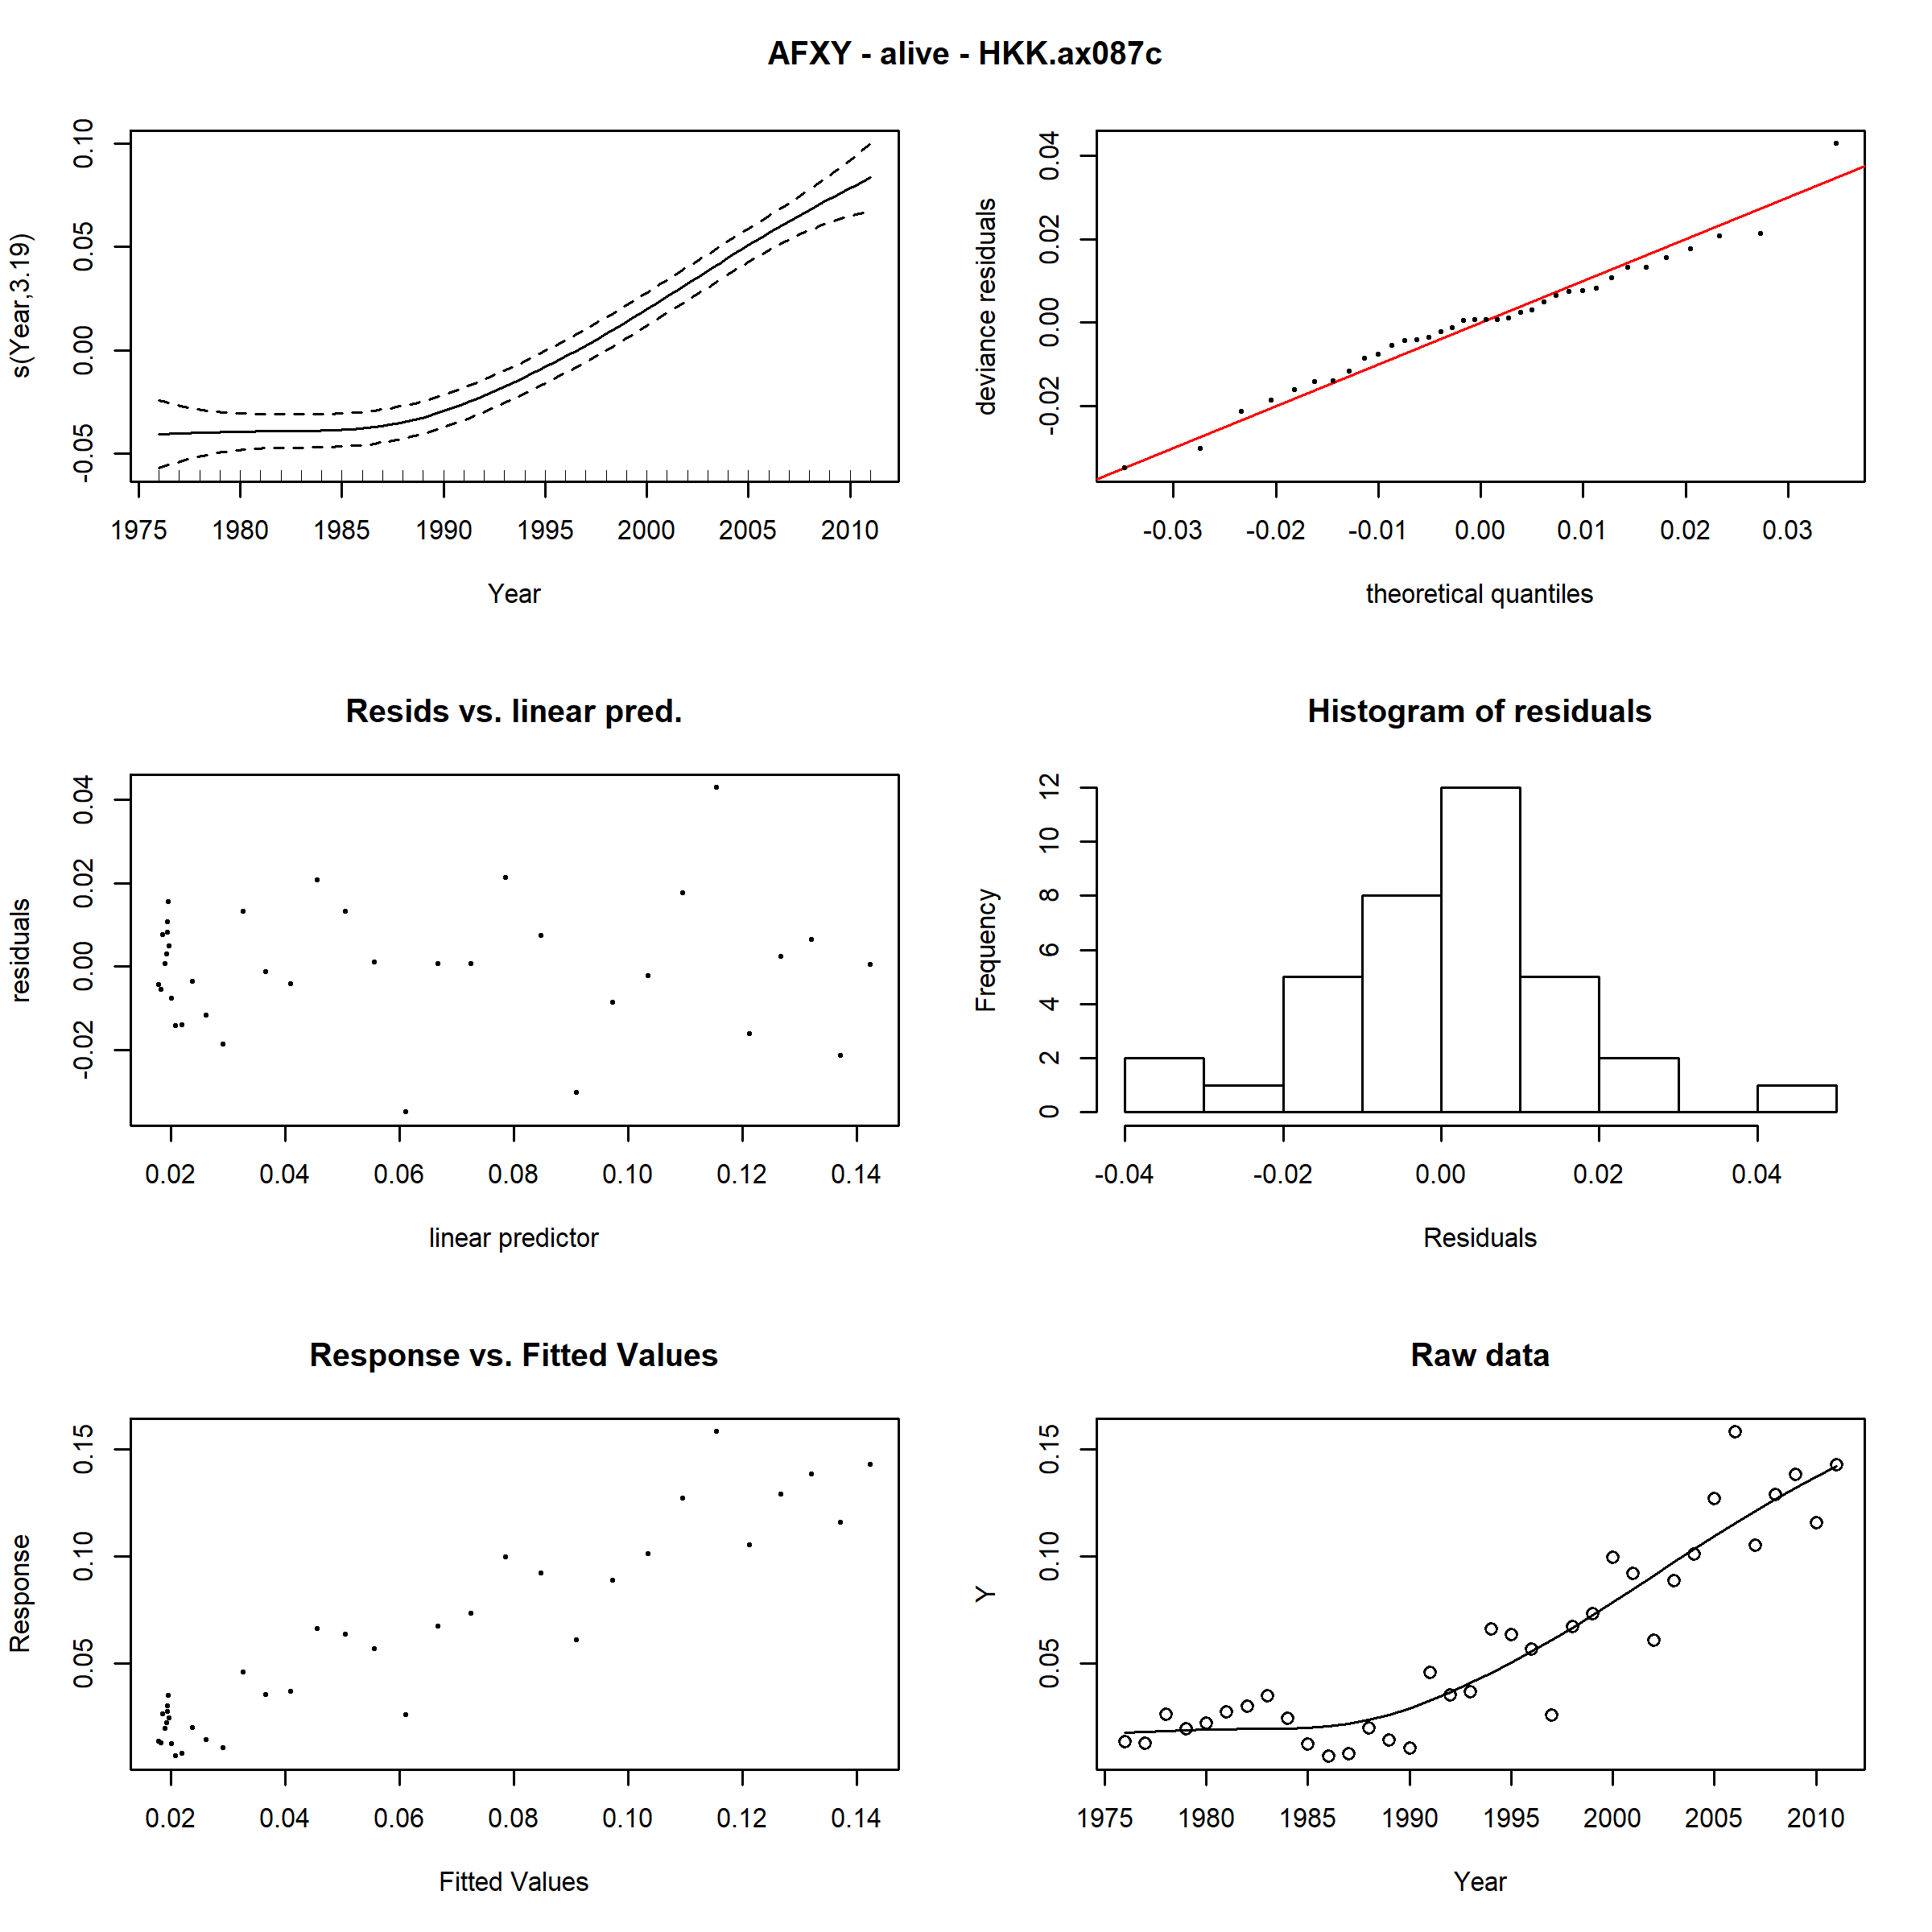 AFXY - alive - HKK.ax087c
s(Year,3.19)
-0.05 0.00 0.05 0.10
1975 1980 1985 1990 1995 2000 2005 2010
Year
deviance residuals
-0.02 0.00 0.02 0.04
-0.03 -0.02 -0.01 0.00 0.01 0.02 0.03
theoretical quantiles
Resids vs. linear pred.
residuals
-0.02 0.00 0.02 0.04
0.02 0.04 0.06 0.08 0.10 0.12 0.14
linear predictor
Histogram of residuals
Frequency
0 2 4 6 8 10 12
-0.04 -0.02 0.00 0.02 0.04
Residuals
Response vs. Fitted Values
Response
0.05 0.10 0.15
0.02 0.04 0.06 0.08 0.10 0.12 0.14
Fitted Values
Raw data
Y
0.05 0.10 0.15
1975 1980 1985 1990 1995 2000 2005 2010
Year